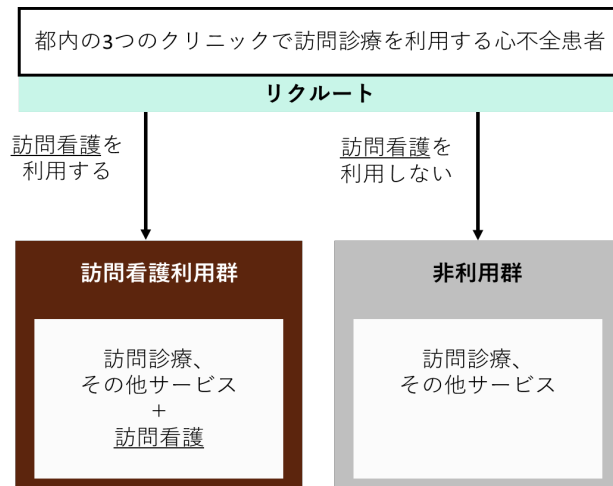 都内の3つのクリニックで訪問診療を利用する心不全患者
リクルート
訪問看護を
利用する
訪問看護を
利用しない
訪問看護利用群
非利用群
訪問診療、
その他サービス
+
訪問看護
訪問診療、
その他サービス